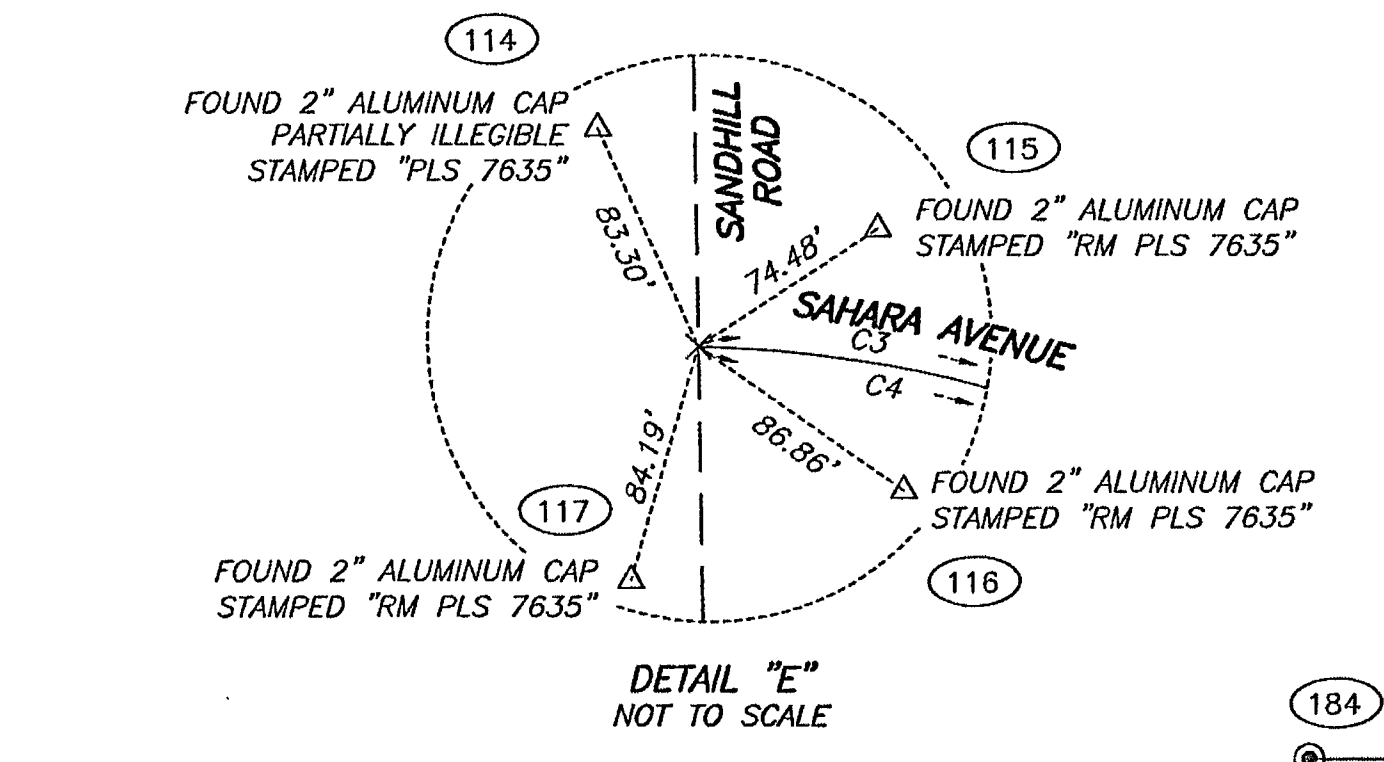 114
FOUND 2" ALUMINUM CAP
PARTIALLY ILLEGIBLE
STAMPED "PLS 7635"
83.30'
SANDHILL
ROAD
115
FOUND 2" ALUMINUM CAP
STAMPED "RM PLS 7635"
74.48'
SAHARA AVENUE
C3
C4
86.86'
FOUND 2" ALUMINUM CAP
STAMPED "RM PLS 7635"
116
84.19'
117
FOUND 2" ALUMINUM CAP
STAMPED "RM PLS 7635"
DETAIL "E"
NOT TO SCALE
184